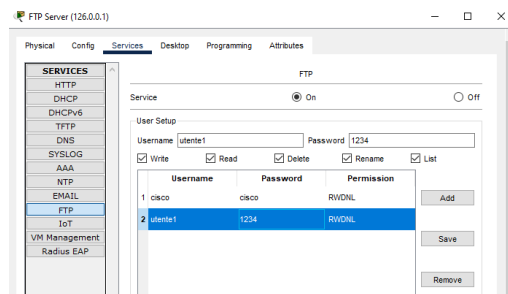 FTP Server (126.0.0.1)
Physical Config Services Desktop Programming Attributes
SERVICES
HTTP
DHCP
DHCPv6
TFTP
DNS
SYSLOG
AAA
NTP
EMAIL
FTP
IoT
VM Management
Radius EAP
FTP
Service On Off
User Setup
Username utente1 Password 1234
Write Read Delete Rename List
Username Password Permission
1 cisco cisco RWDNL
2 utente1 1234 RWDNL
Add
Save
Remove